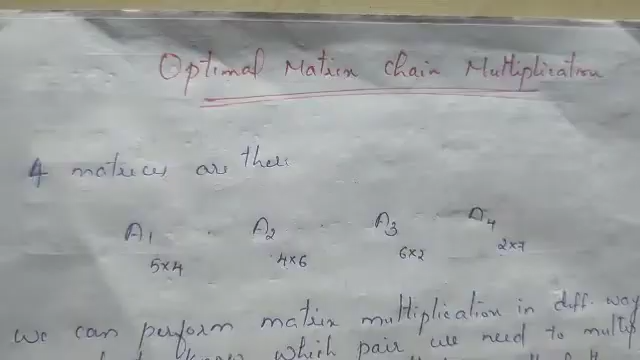 Optimal Matrix Chain Multiplication
4 matrices are there
A1 . A2 . A3 . A4
5x4 4x6 6x2 2x7
we can perform matrix multiplication in diff. way
which pair we need to multip